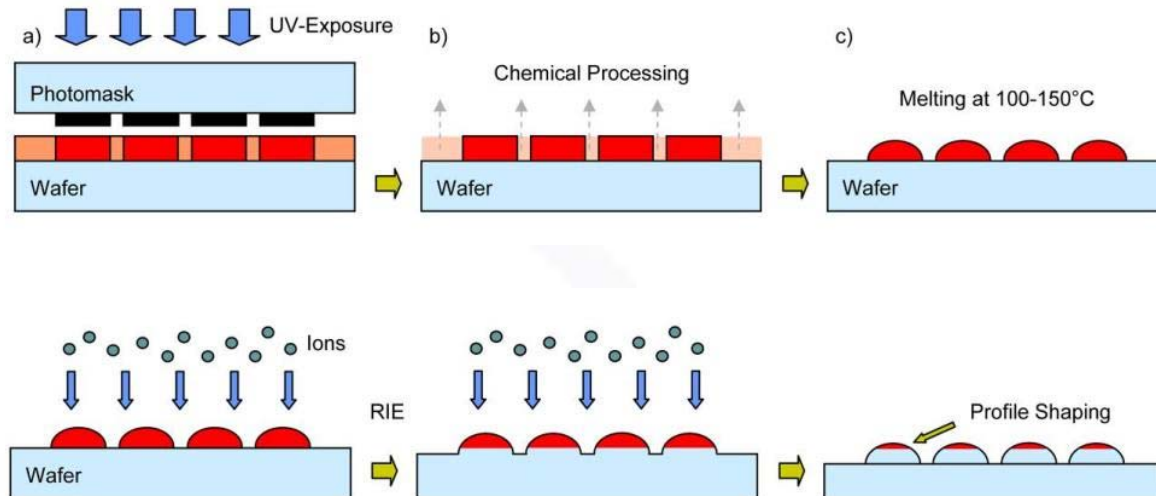 a)
UV-Exposure
b)
c)
Chemical Processing
Photomask
Melting at 100-150°C
Wafer
Wafer
Wafer
Ions
RIE
Profile Shaping
Wafer